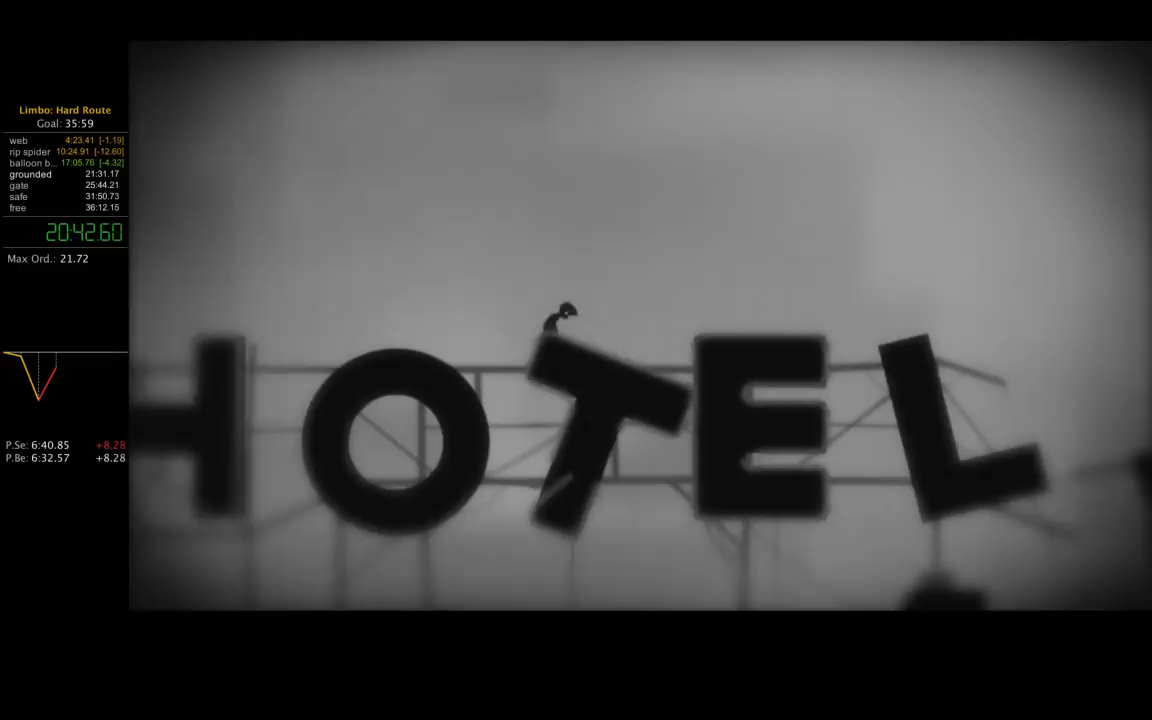 Limbo: Hard Route
Goal: 35:59
web 4:23.41 [-1.19]
rip spider 10:24.91 [-12.60]
balloon b... 17:05.76 [-4.32]
grounded 21:31.17
gate 25:44.21
safe 31:50.73
free 36:12.15
20:42.60
Max Ord.: 21.72
HOTEL
P.Se: 6:40.85 +8.28
P.Be: 6:32.57 +8.28